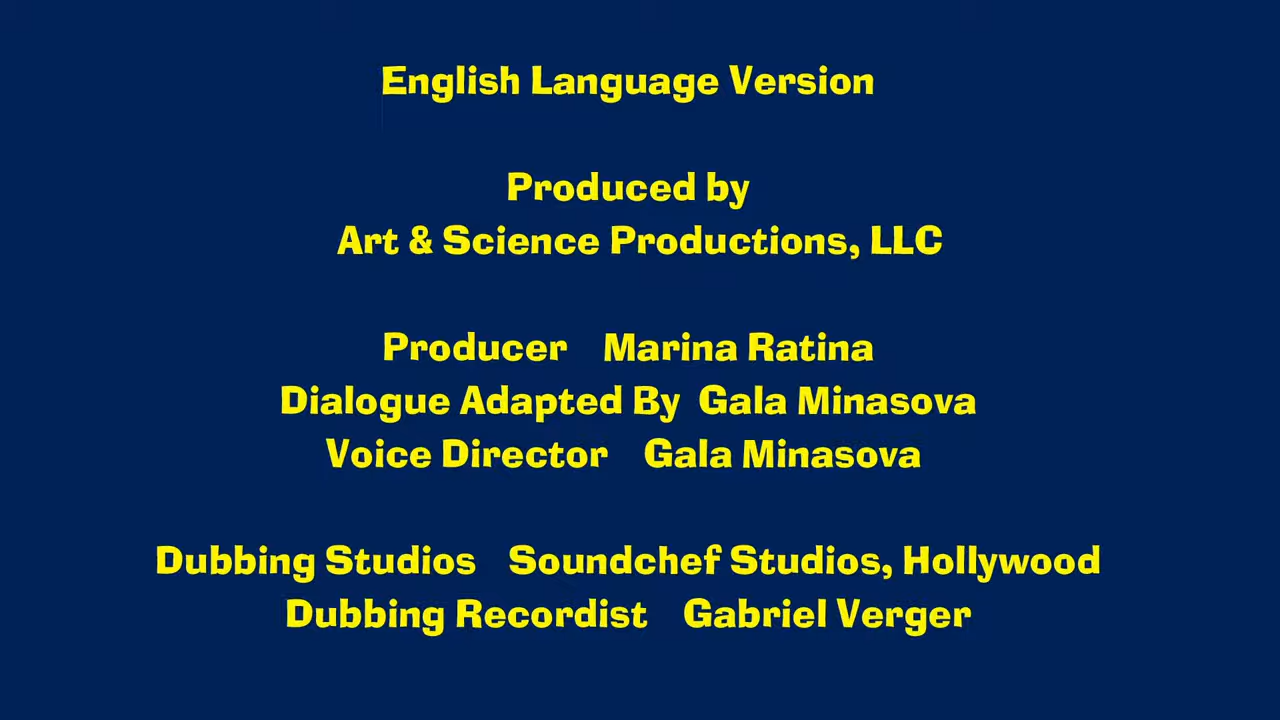 English Language Version
Produced by
Art & Science Productions, LLC
Producer Marina Ratina
Dialogue Adapted By Gala Minasova
Voice Director Gala Minasova
Dubbing Studios Soundchef Studios, Hollywood
Dubbing Recordist Gabriel Verger